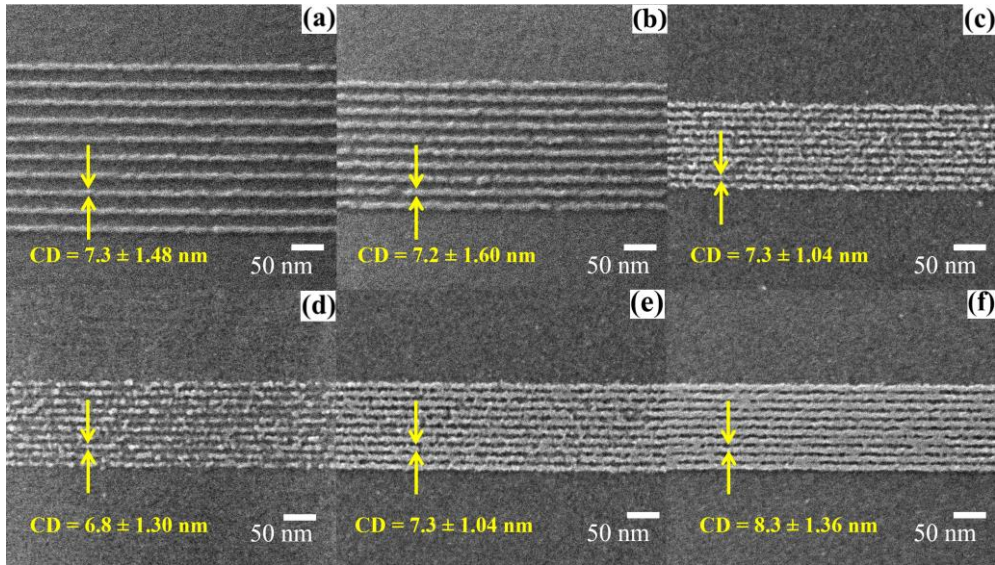 (a)
(b)
(c)
CD = 7.3 ± 1.48 nm
50 nm
CD = 7.2 ± 1.60 nm
50 nm
CD = 7.3 ± 1.04 nm
50 nm
(d)
(e)
(f)
CD = 6.8 ± 1.30 nm
50 nm
CD = 7.3 ± 1.04 nm
50 nm
CD = 8.3 ± 1.36 nm
50 nm